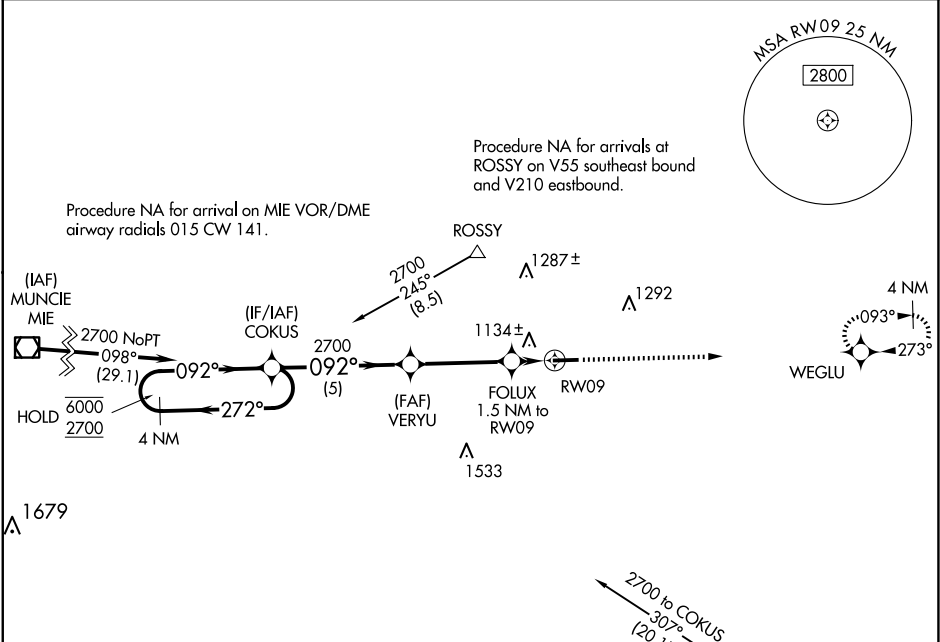 MSA RW09 25 NM
2800
Procedure NA for arrivals at
ROSSY on V55 southeast bound
and V210 eastbound.
Procedure NA for arrival on MIE VOR/DME
airway radials 015 CW 141.
ROSSY
2700
245°
(8.5)
1287±
1292
(IAF)
MUNCIE
MIE
2700 NoPT
098°
(29.1)
(IF/IAF)
COKUS
092°
272°
HOLD
6000
2700
4 NM
2700
092°
(5)
(FAF)
VERYU
1134±
FOLUX
1.5 NM to
RW09
RW09
4 NM
093°
273°
WEGLU
1533
1679
2700 to COKUS
307°